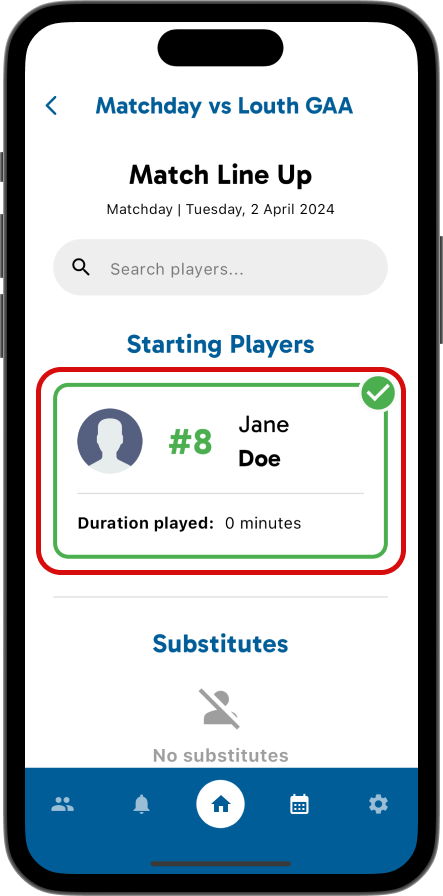 Matchday vs Louth GAA
Match Line Up
Matchday | Tuesday, 2 April 2024
Search players...
Starting Players
#8
Jane
Doe
Duration played: 0 minutes
Substitutes
No substitutes